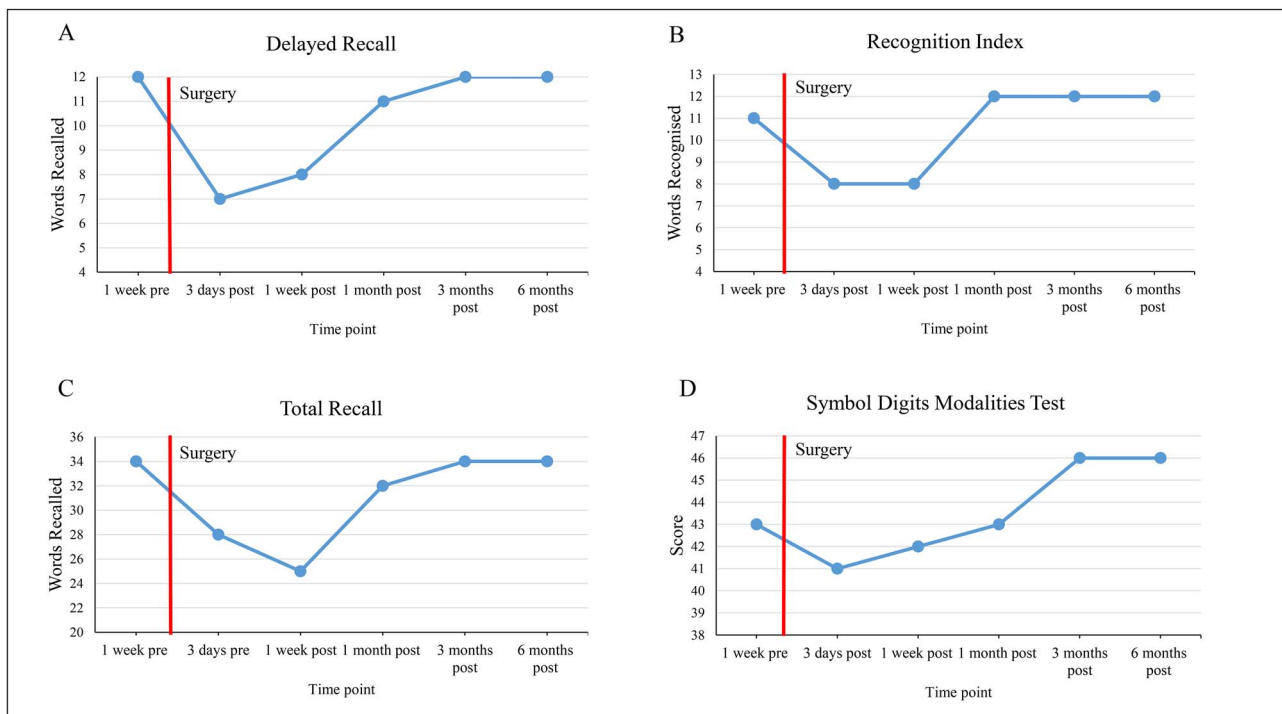 A
Delayed Recall
Words Recalled
12
11
10
9
8
7
6
5
4
Surgery
1 week pre 3 days post 1 week post 1 month post 3 months post 6 months post
Time point
B
Recognition Index
Words Recognised
13
12
11
10
9
8
7
6
5
4
Surgery
1 week pre 3 days post 1 week post 1 month post 3 months post 6 months post
Time point
C
Total Recall
Words Recalled
36
34
32
30
28
26
24
22
20
Surgery
1 week pre 3 days pre 1 week post 1 month post 3 months post 6 months post
Time point
D
Symbol Digits Modalities Test
Score
47
46
45
44
43
42
41
40
39
38
Surgery
1 week pre 3 days post 1 week post 1 month post 3 months post 6 months post
Time point